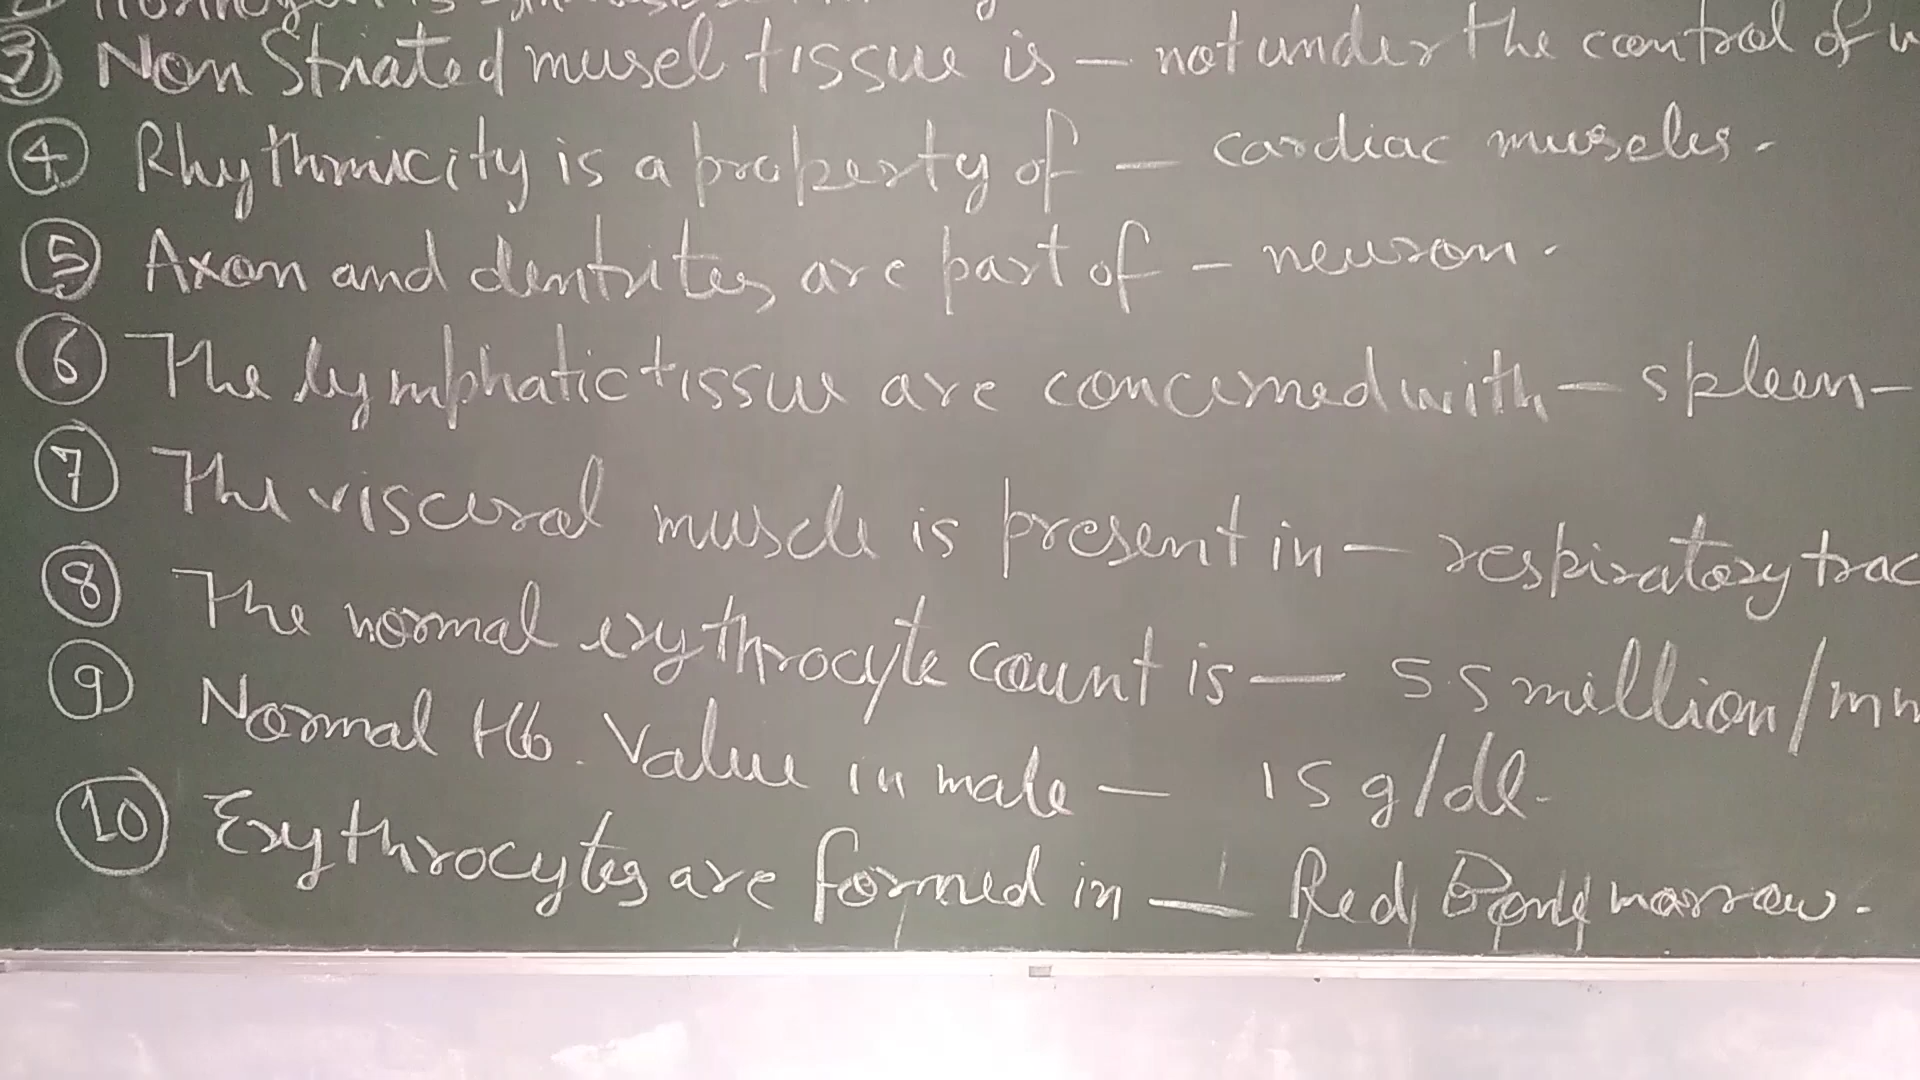 ③ Non Striated musel tissue is - not under the control of
④ Rhythmicity is a property of - cardiac museles.
⑤ Axon and dentrites are part of - neuron.
⑥ The lymphatic tissue are concerned with - spleen-
⑦ The visceral muscle is present in - respiratory trac
⑧ The normal erythrocyte count is - 5.5 million/mm
⑨ Normal Hb. Value in male - 15 g/dl.
⑩ Erythrocytes are formed in - Red Bone marrow.